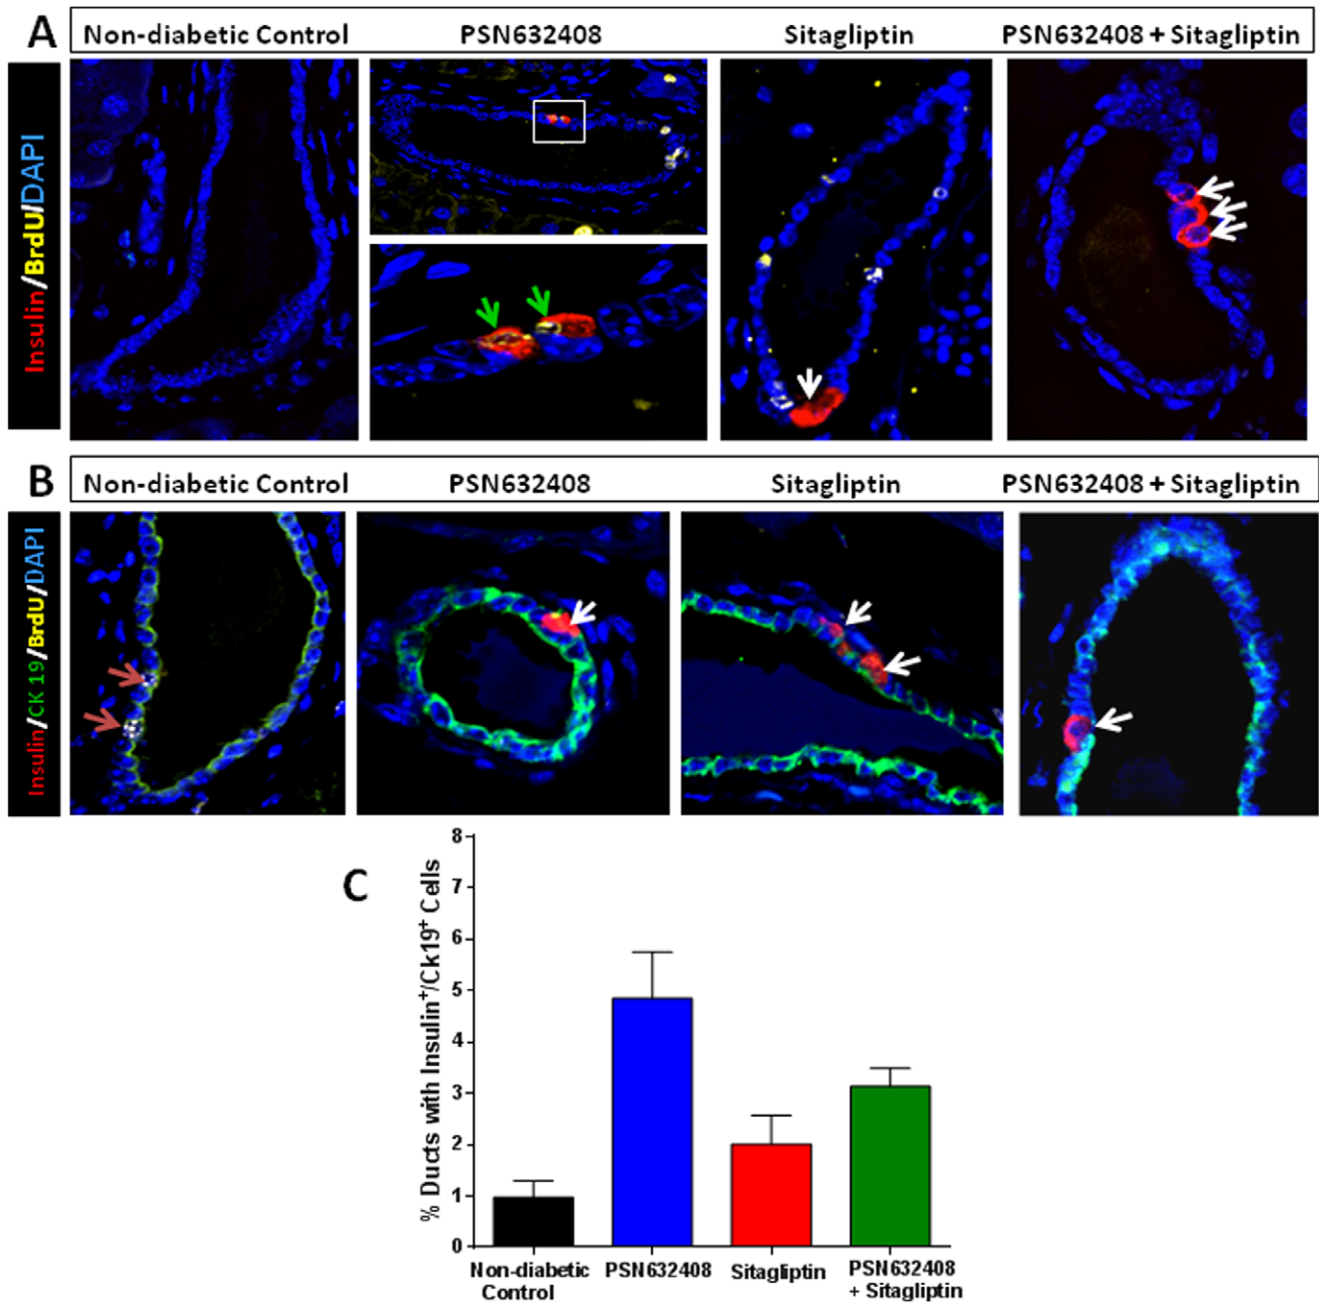 A
Non-diabetic Control PSN632408 Sitagliptin PSN632408 + Sitagliptin
Insulin/BrdU/DAPI
B
Non-diabetic Control PSN632408 Sitagliptin PSN632408 + Sitagliptin
Insulin/CK 19/BrdU/DAPI
C
% Ducts with Insulin+/Ck19+ Cells
8
7
6
5
4
3
2
1
0
Non-diabetic Control
PSN632408
Sitagliptin
PSN632408 + Sitagliptin